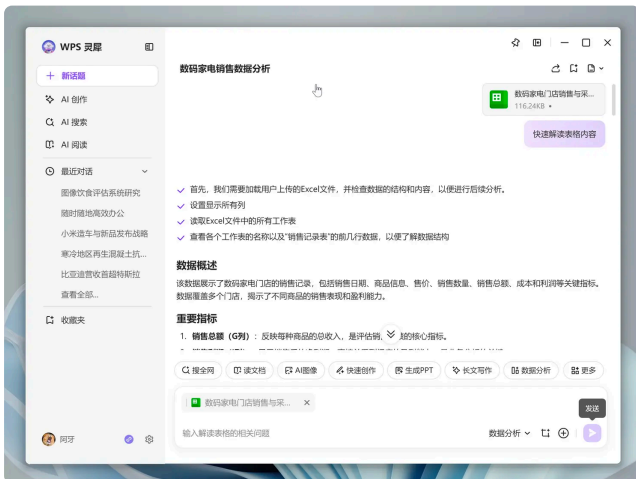 WPS 灵犀
新话题
AI 创作
AI 搜索
AI 阅读
最近对话
图像饮食评估系统研究
随时随地高效办公
小米造车与新品发布战略
寒冷地区再生混凝土抗...
比亚迪营收首超特斯拉
查看全部...
收藏夹
阿牙
数码家电销售数据分析
数码家电门店销售与采...
116.24KB
快速解读表格内容
首先，我们需要加载用户上传的Excel文件，并检查数据的结构和内容，以便进行后续分析。
设置显示所有列
读取Excel文件中的所有工作表
查看各个工作表的名称以及"销售记录表"的前几行数据，以便了解数据结构
数据概述
该数据展示了数码家电门店的销售记录，包括销售日期、商品信息、售价、销售数量、销售总额、成本和利润等关键指标。
数据覆盖多个门店，揭示了不同商品的销售表现和盈利能力。
重要指标
1. 销售总额（G列）：反映每种商品的总收入，是评估销 的核心指标。
搜全网 读文档 AI图像 快速创作 生成PPT 长文写作 数据分析 更多
数码家电门店销售与采...
发送
输入解读表格的相关问题
数据分析